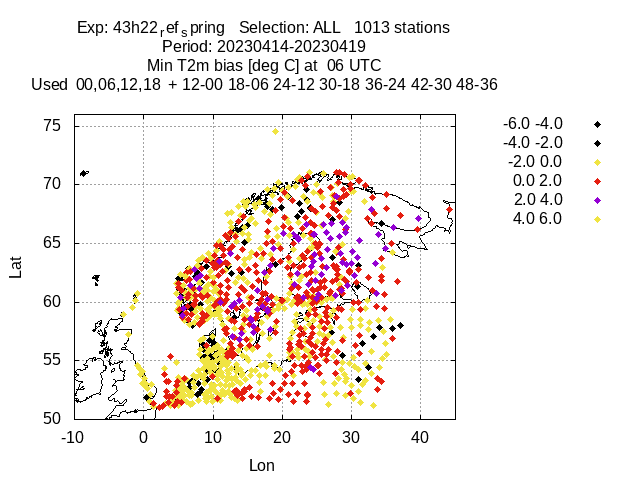 Exp: 43h22ref_spring   Selection: ALL   1013 stations
Period: 20230414-20230419
Min T2m bias [deg C] at  06 UTC
Used  00,06,12,18  + 12-00 18-06 24-12 30-18 36-24 42-30 48-36
-6.0 -4.0
-4.0 -2.0
-2.0 0.0
0.0 2.0
2.0 4.0
4.0 6.0
75
70
65
60
55
50
Lat
-10 0 10 20 30 40
Lon